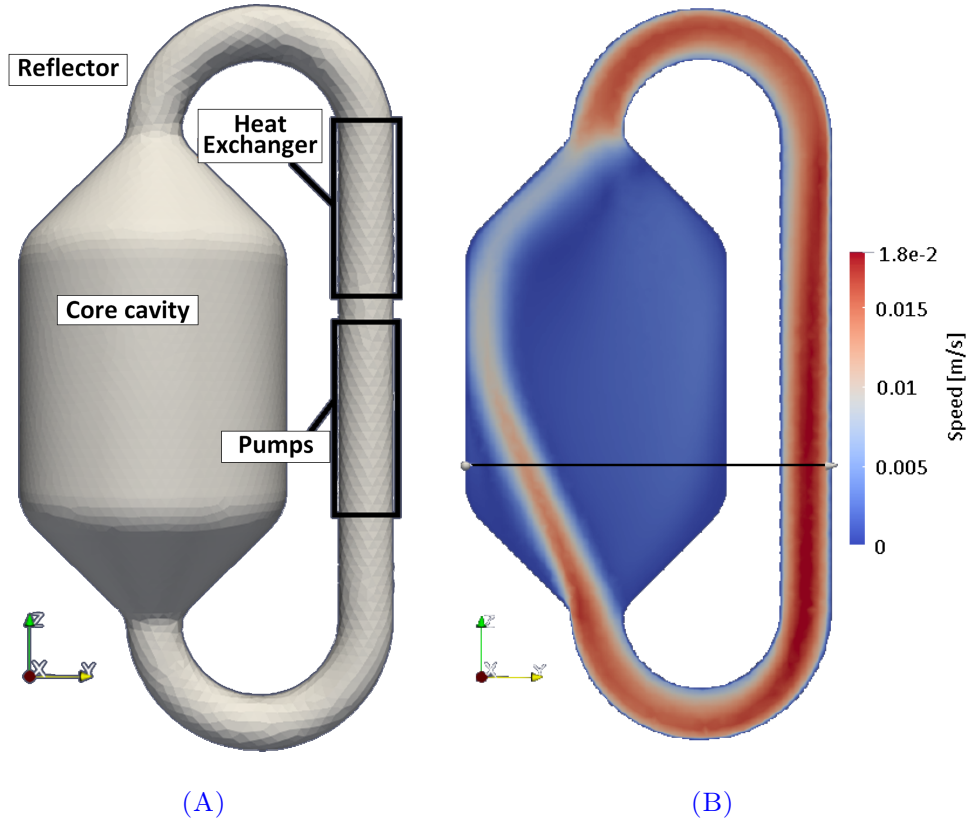 Reflector
Heat
Exchanger
Core cavity
Pumps
Z
X
Y
1.8e-2
0.015
0.01
0.005
0
Speed [m/s]
Z
X
Y
(A)
(B)